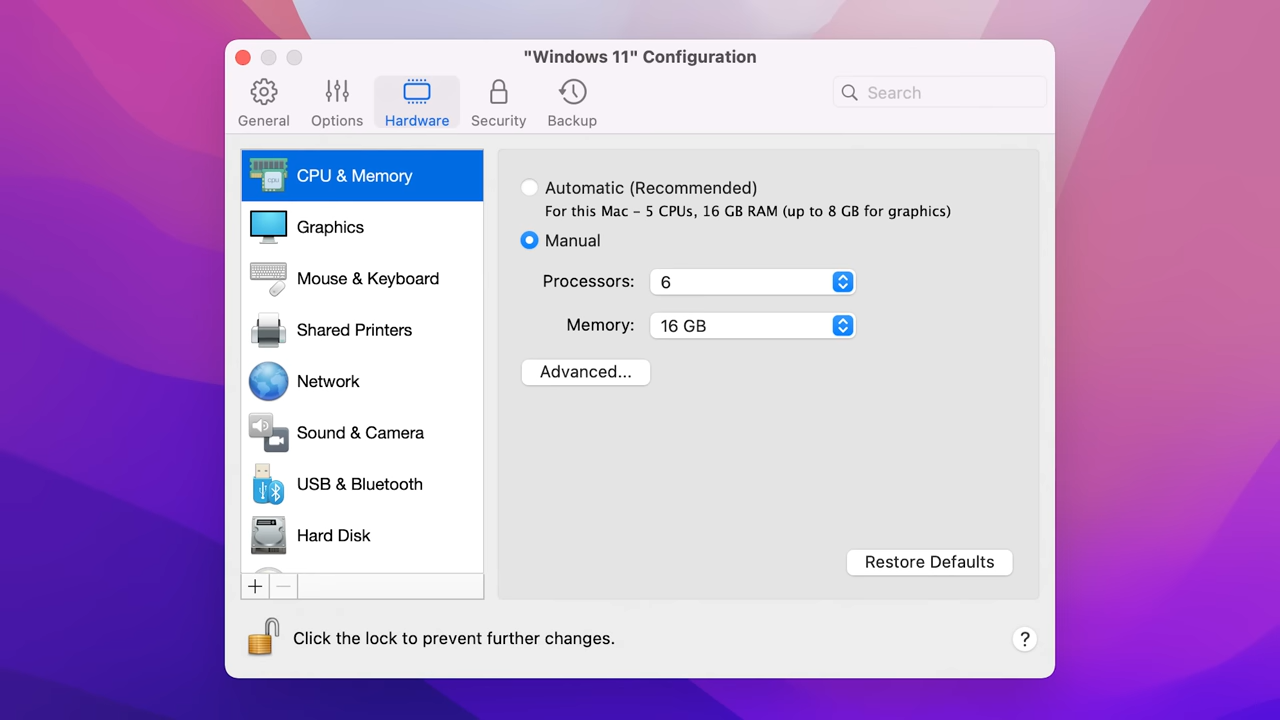 "Windows 11" Configuration
General
Options
Hardware
Security
Backup
Search
CPU & Memory
Graphics
Mouse & Keyboard
Shared Printers
Network
Sound & Camera
USB & Bluetooth
Hard Disk
cpu
Automatic (Recommended)
For this Mac – 5 CPUs, 16 GB RAM (up to 8 GB for graphics)
Manual
Processors: 6
Memory: 16 GB
Advanced...
Restore Defaults
Click the lock to prevent further changes.
?